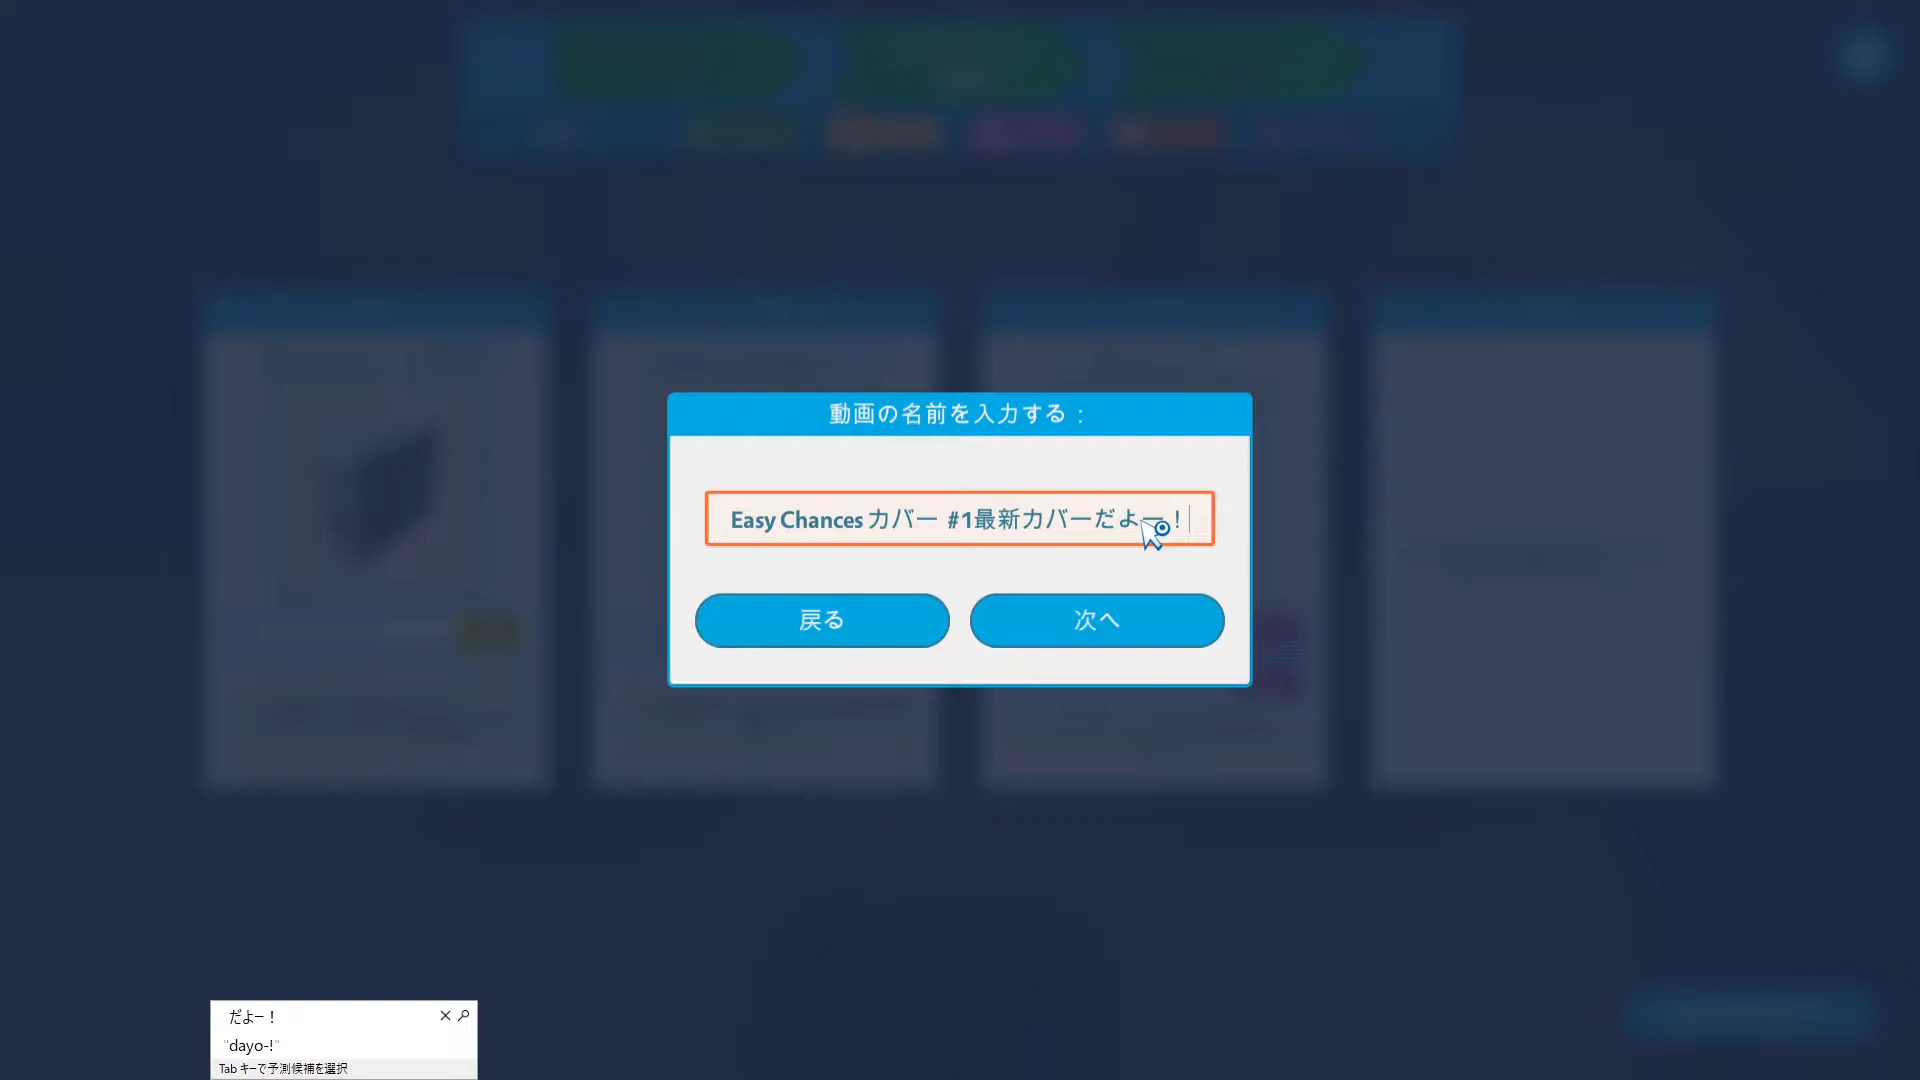 動画の名前を入力する：
Easy Chances カバー #1最新カバーだよー！
戻る
次へ
だよー！
"dayo-!"
Tab キーで予測候補を選択